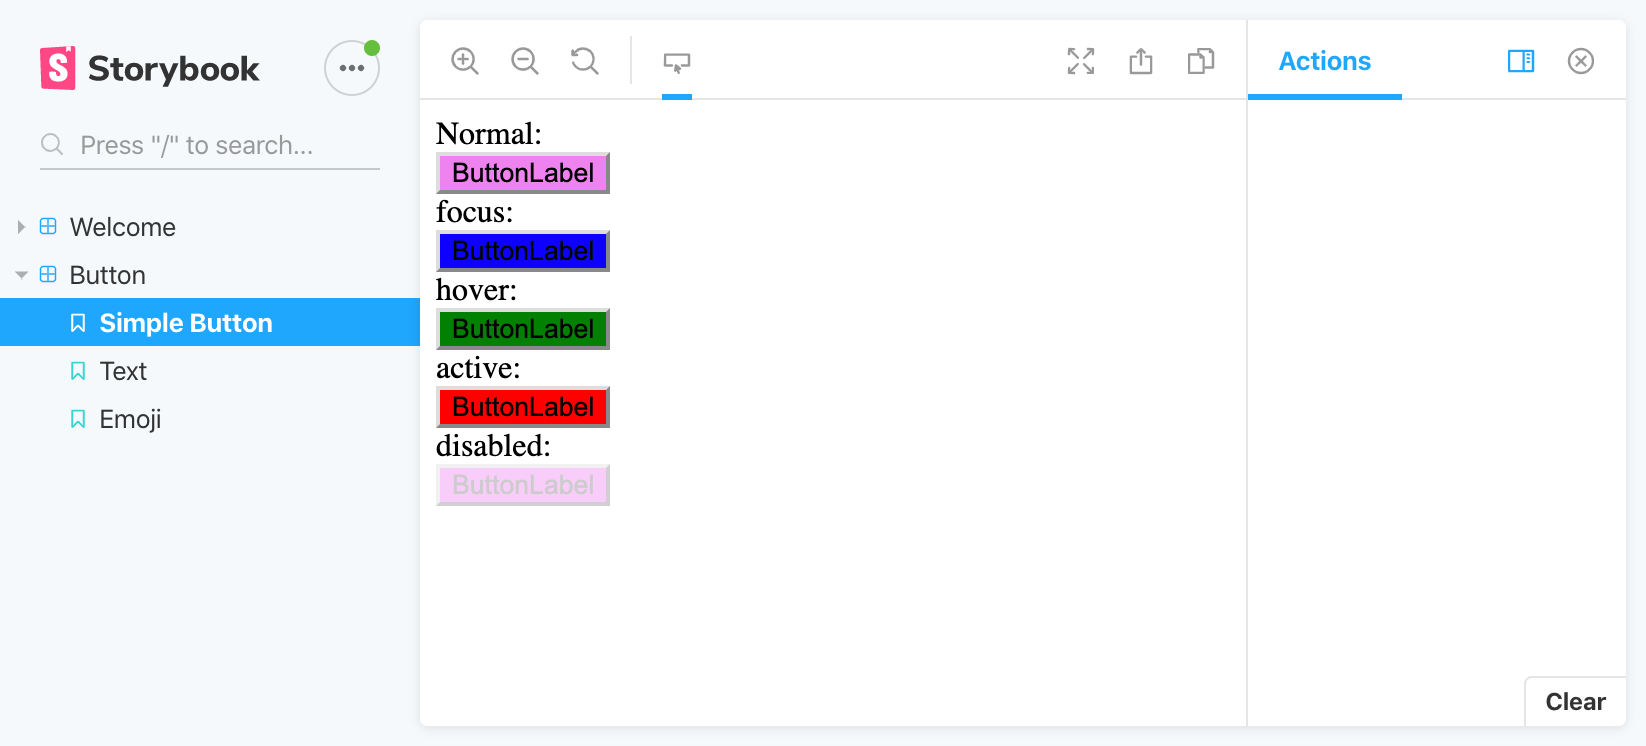 Storybook
Press "/" to search...
Welcome
Button
Simple Button
Text
Emoji
Normal:
ButtonLabel
focus:
ButtonLabel
hover:
ButtonLabel
active:
ButtonLabel
disabled:
ButtonLabel
Actions
Clear